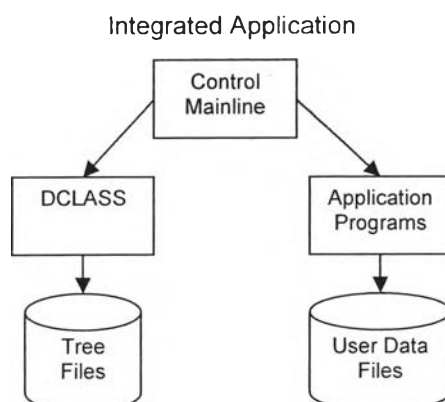 Integrated Application
Control
Mainline
DCLASS
Application
Programs
Tree
Files
User Data
Files